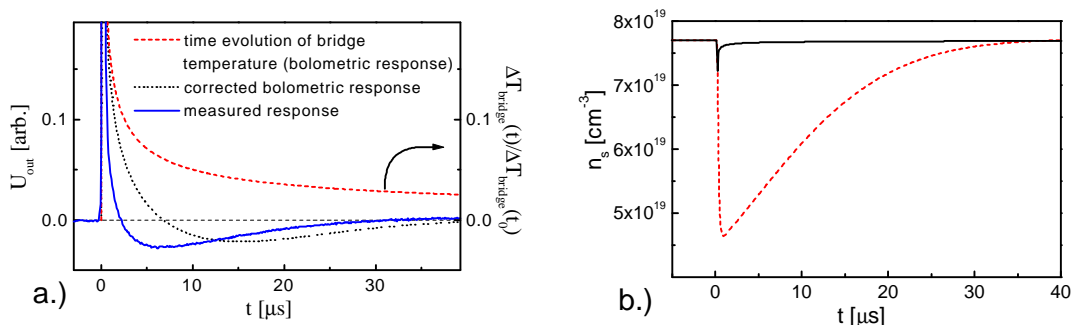 U_out [arb.]
0.1
0.0
time evolution of bridge
temperature (bolometric response)
corrected bolometric response
measured response
0.1
0.0
ΔT_bridge(t)/ΔT_bridge(t_0)
0 10 20 30
t [μs]
a.)
n_s [cm^-3]
8x10^19
7x10^19
6x10^19
5x10^19
0 10 20 30 40
t [μs]
b.)